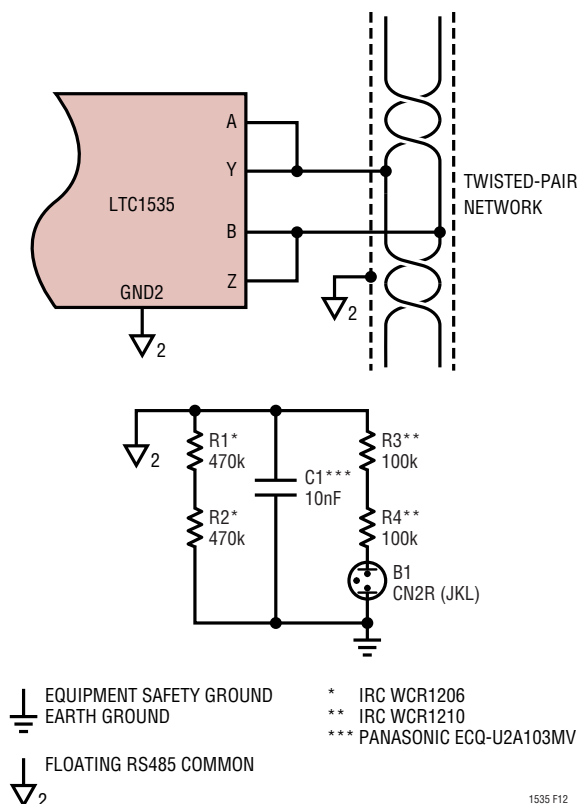 A
Y
LTC1535
B
Z
GND2
2
2
TWISTED-PAIR
NETWORK
2
R1*
470k
R2*
470k
C1***
10nF
R3**
100k
R4**
100k
B1
CN2R (JKL)
EQUIPMENT SAFETY GROUND
EARTH GROUND
FLOATING RS485 COMMON
2
* IRC WCR1206
** IRC WCR1210
*** PANASONIC ECQ-U2A103MV
1535 F12